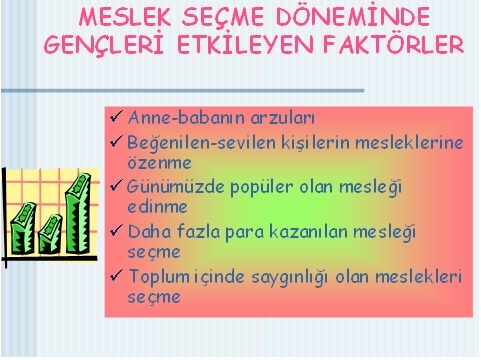 MESLEK SEÇME DÖNEMİNDE
GENÇLERİ ETKİLEYEN FAKTÖRLER
✓ Anne-babanın arzuları
✓ Beğenilen-sevilen kişilerin mesleklerine
özenme
✓ Günümüzde popüler olan mesleği
edinme
✓ Daha fazla para kazanılan mesleği
seçme
✓ Toplum içinde saygınlığı olan meslekleri
seçme